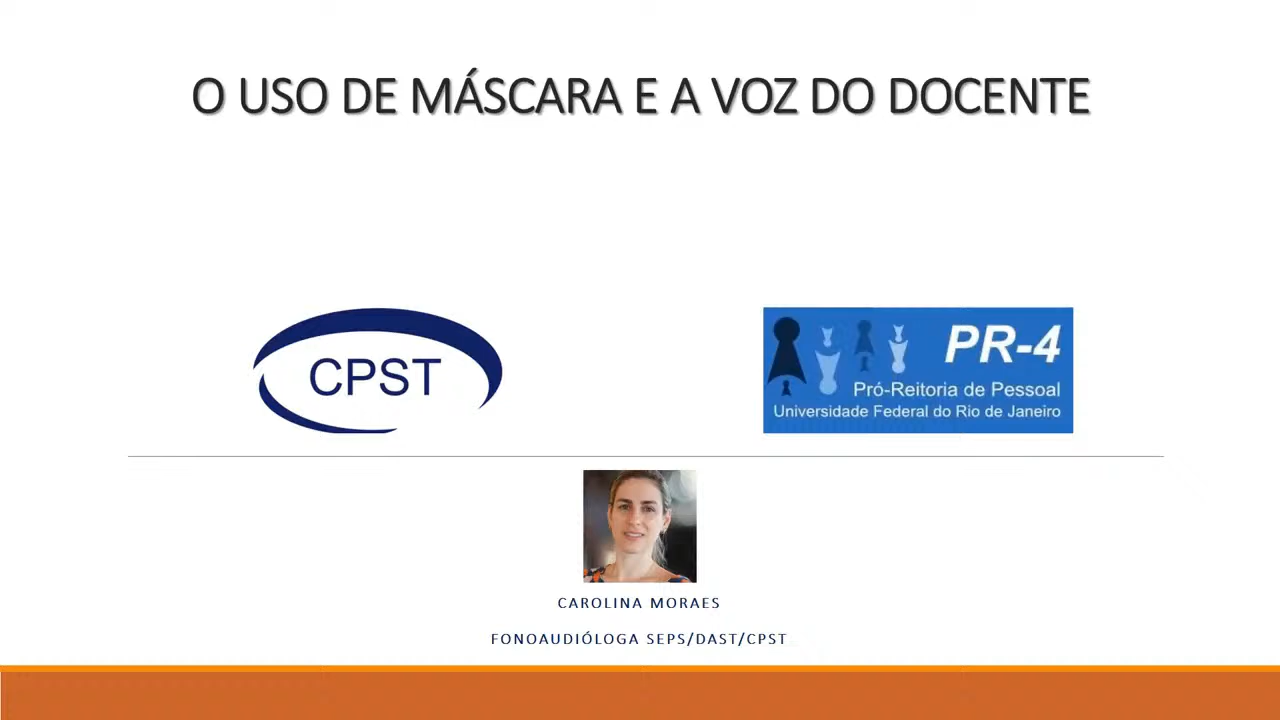 O USO DE MÁSCARA E A VOZ DO DOCENTE
CPST
PR-4
Pró-Reitoria de Pessoal
Universidade Federal do Rio de Janeiro
CAROLINA MORAES
FONOAUDIÓLOGA SEPS/DAST/CPST